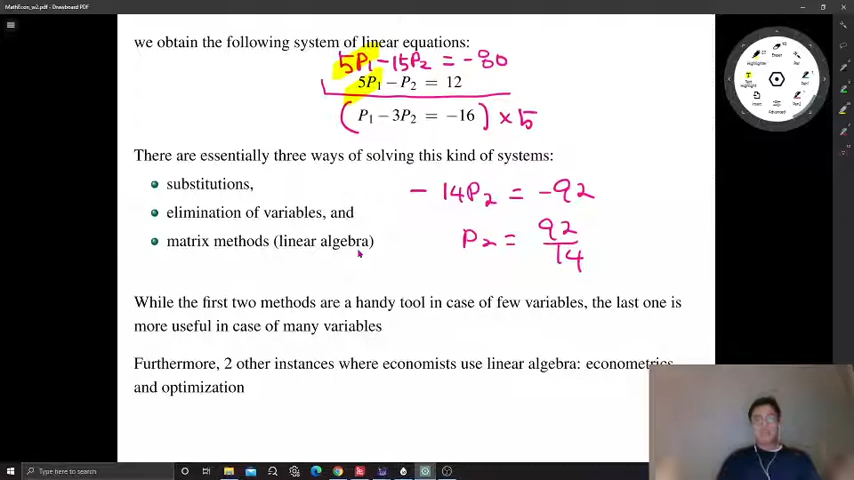 MathEcon_w2.pdf - Drawboard PDF
we obtain the following system of linear equations:
5P₁ - 15P₂ = -80
5P₁ − P₂ = 12
(P₁ − 3P₂ = −16) × 5
There are essentially three ways of solving this kind of systems:
substitutions,
- 14P₂ = -92
elimination of variables, and
P₂ = 92/14
matrix methods (linear algebra)
While the first two methods are a handy tool in case of few variables, the last one is
more useful in case of many variables
Furthermore, 2 other instances where economists use linear algebra: econometrics
and optimization
Type here to search